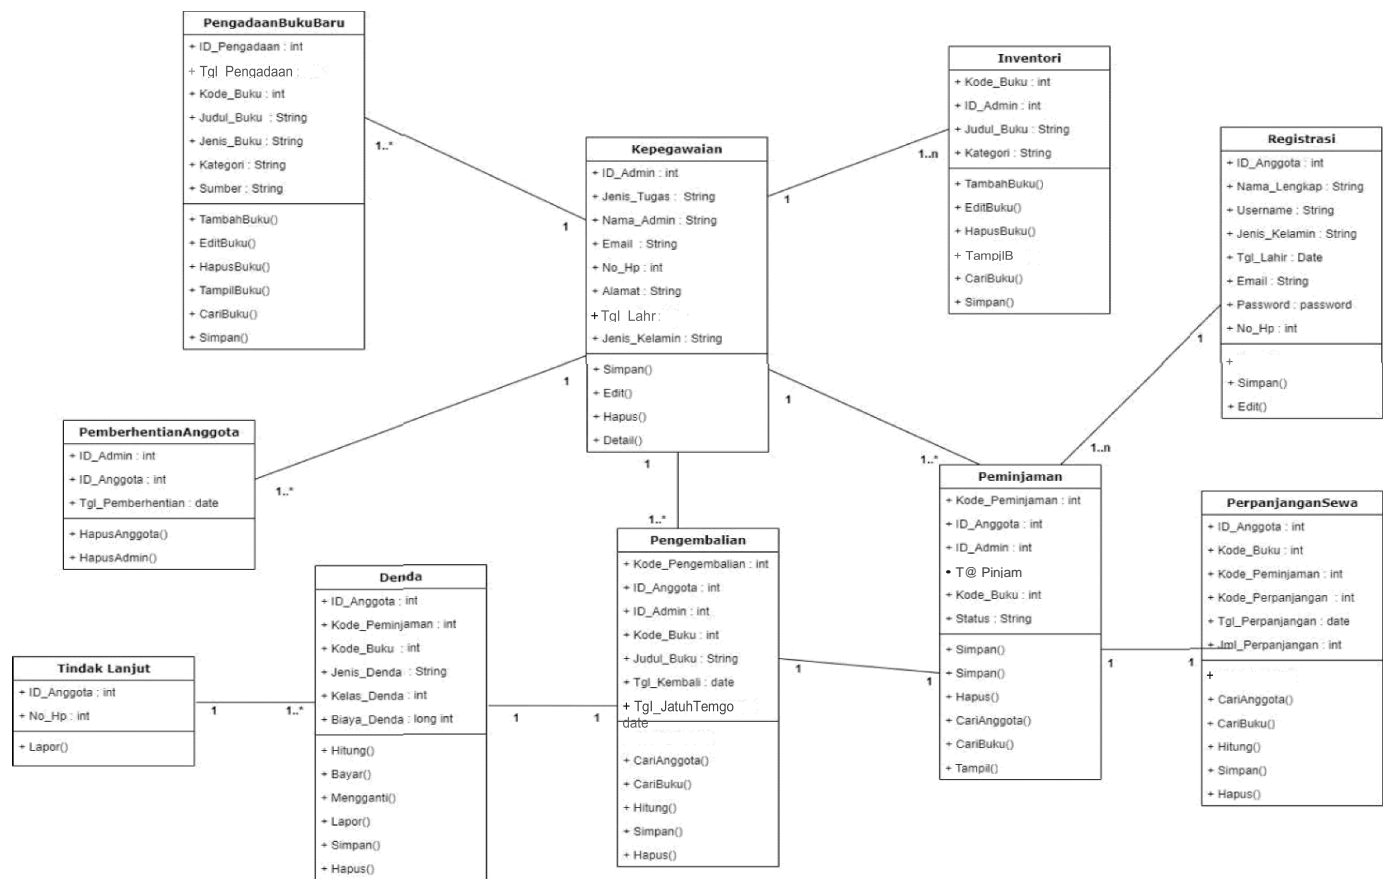 PengadaanBukuBaru
+ ID_Pengadaan : int
+ Tgl_Pengadaan :
+ Kode_Buku : int
+ Judul_Buku : String
+ Jenis_Buku : String
+ Kategori : String
+ Sumber : String
+ TambahBuku()
+ EditBuku()
+ HapusBuku()
+ TampilBuku()
+ CariBuku()
+ Simpan()
1..*
1
Kepegawaian
+ ID_Admin : int
+ Jenis_Tugas : String
+ Nama_Admin : String
+ Email : String
+ No_Hp : int
+ Alamat : String
+ Tgl_Lahr :
+ Jenis_Kelamin : String
+ Simpan()
+ Edit()
+ Hapus()
+ Detail()
1
1..n
Inventori
+ Kode_Buku : int
+ ID_Admin : int
+ Judul_Buku : String
+ Kategori : String
+ TambahBuku()
+ EditBuku()
+ HapusBuku()
+ TampilB
+ CariBuku()
+ Simpan()
Registrasi
+ ID_Anggota : int
+ Nama_Lengkap : String
+ Username : String
+ Jenis_Kelamin : String
+ Tgl_Lahir : Date
+ Email : String
+ Password : password
+ No_Hp : int
+
+ Simpan()
+ Edit()
1
1..n
1
1..*
PemberhentianAnggota
+ ID_Admin : int
+ ID_Anggota : int
+ Tgl_Pemberhentian : date
+ HapusAnggota()
+ HapusAdmin()
1..*
1
1
1..*
Tindak Lanjut
+ ID_Anggota : int
+ No_Hp : int
+ Lapor()
1
1..*
Denda
+ ID_Anggota : int
+ Kode_Peminjaman : int
+ Kode_Buku : int
+ Jenis_Denda : String
+ Kelas_Denda : int
+ Biaya_Denda : long int
+ Hitung()
+ Bayar()
+ Mengganti()
+ Lapor()
+ Simpan()
+ Hapus()
1
1
Pengembalian
+ Kode_Pengembalian : int
+ ID_Anggota : int
+ ID_Admin : int
+ Kode_Buku : int
+ Judul_Buku : String
+ Tgl_Kembali : date
+ Tgl_JatuhTemgo
date
+ CariAnggota()
+ CariBuku()
+ Hitung()
+ Simpan()
+ Hapus()
1
1
Peminjaman
+ Kode_Peminjaman : int
+ ID_Anggota : int
+ ID_Admin : int
• T@ Pinjam
+ Kode_Buku : int
+ Status : String
+ Simpan()
+ Simpan()
+ Hapus()
+ CariAnggota()
+ CariBuku()
+ Tampil()
1
1
PerpanjanganSewa
+ ID_Anggota : int
+ Kode_Buku : int
+ Kode_Peminjaman : int
+ Kode_Perpanjangan : int
+ Tgl_Perpanjangan : date
+ Jml_Perpanjangan : int
+
+ CariAnggota()
+ CariBuku()
+ Hitung()
+ Simpan()
+ Hapus()